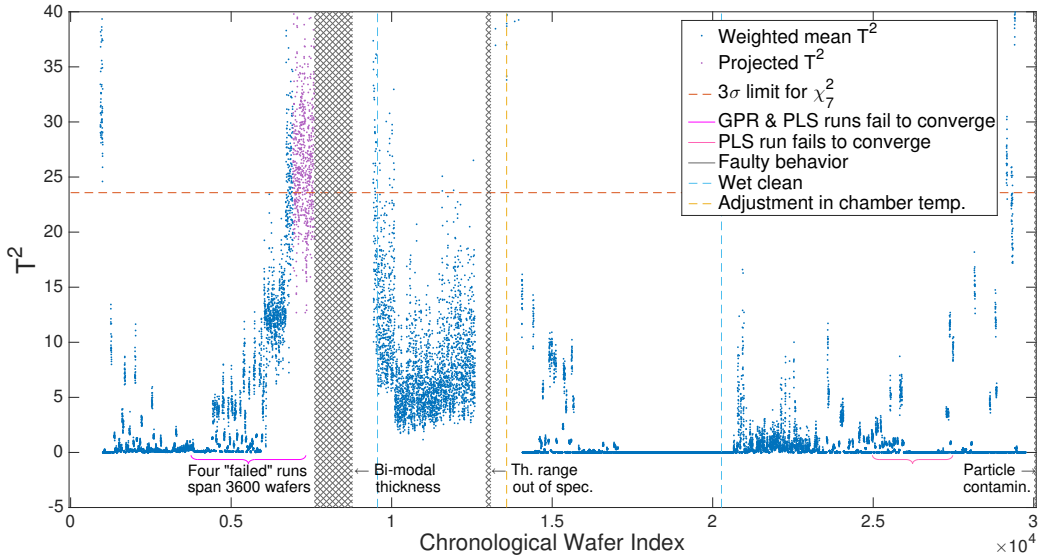 40
35
30
25
20
15
10
5
0
-5
T²
Weighted mean T²
Projected T²
3σ limit for χ²₇
GPR & PLS runs fail to converge
PLS run fails to converge
Faulty behavior
Wet clean
Adjustment in chamber temp.
Four "failed" runs
span 3600 wafers
← Bi-modal
thickness
← Th. range
out of spec.
Particle →
contamin.
0 0.5 1 1.5 2 2.5 3
× 10⁴
Chronological Wafer Index